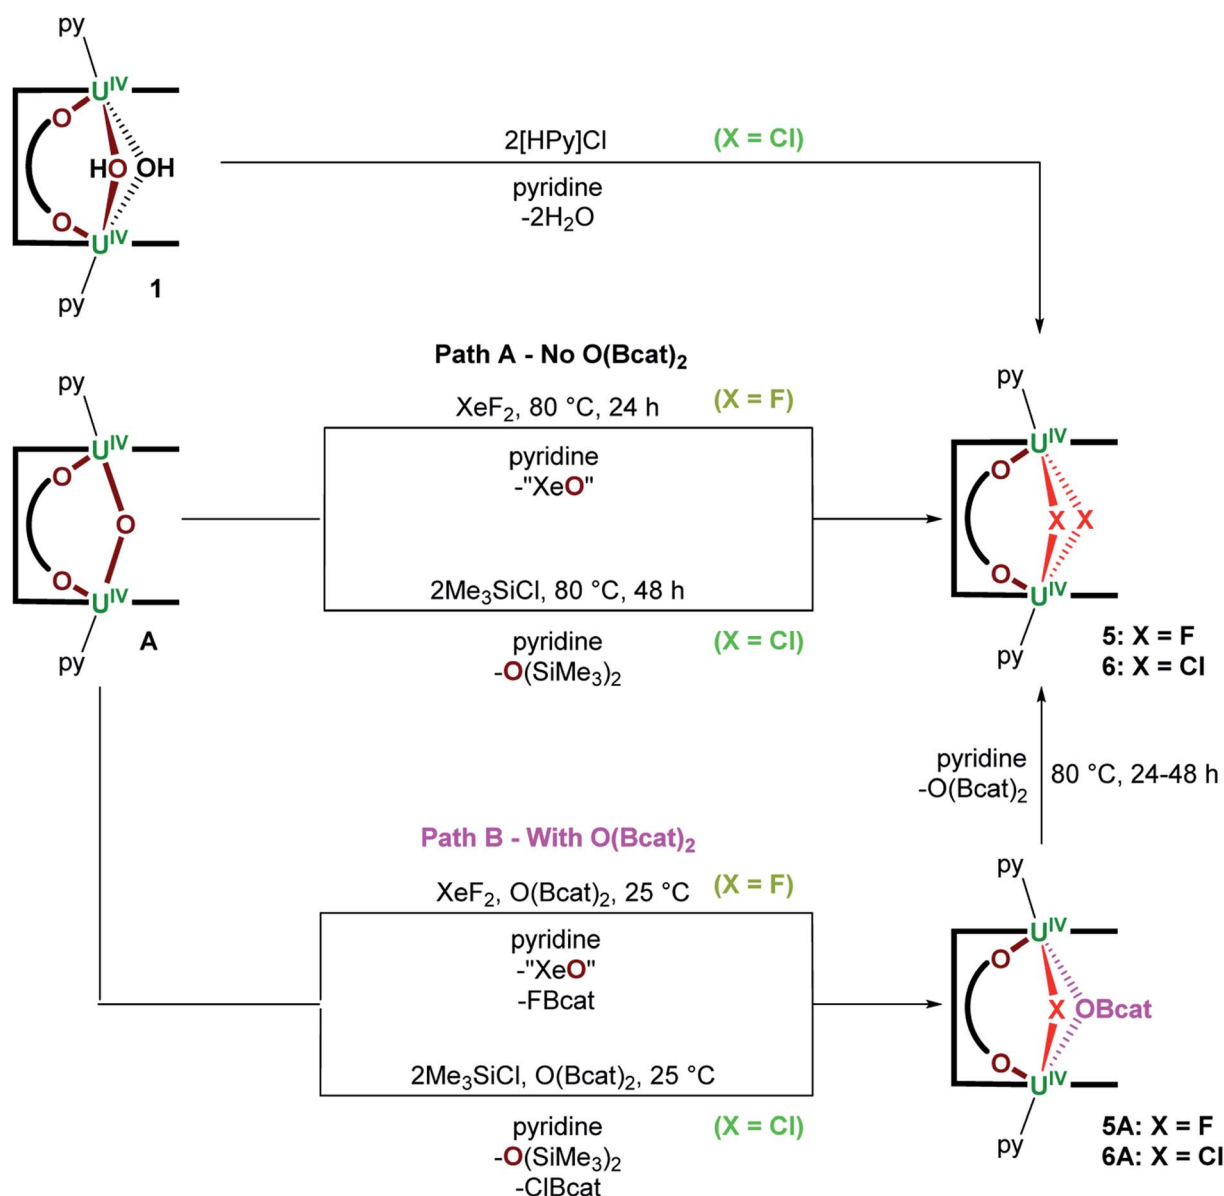 py
U^IV
O
HO OH
O
U^IV
py
1
2[HPy]Cl (X = Cl)
pyridine
-2H₂O
py
U^IV
O
O
O
U^IV
py
A
Path A - No O(Bcat)₂
XeF₂, 80 °C, 24 h (X = F)
pyridine
-"XeO"
2Me₃SiCl, 80 °C, 48 h
pyridine (X = Cl)
-O(SiMe₃)₂
py
U^IV
O
X X
O
U^IV
py
5: X = F
6: X = Cl
pyridine
-O(Bcat)₂
80 °C, 24-48 h
Path B - With O(Bcat)₂
XeF₂, O(Bcat)₂, 25 °C (X = F)
pyridine
-"XeO"
-FBcat
2Me₃SiCl, O(Bcat)₂, 25 °C
pyridine (X = Cl)
-O(SiMe₃)₂
-ClBcat
py
U^IV
O
X OBcat
O
U^IV
py
5A: X = F
6A: X = Cl